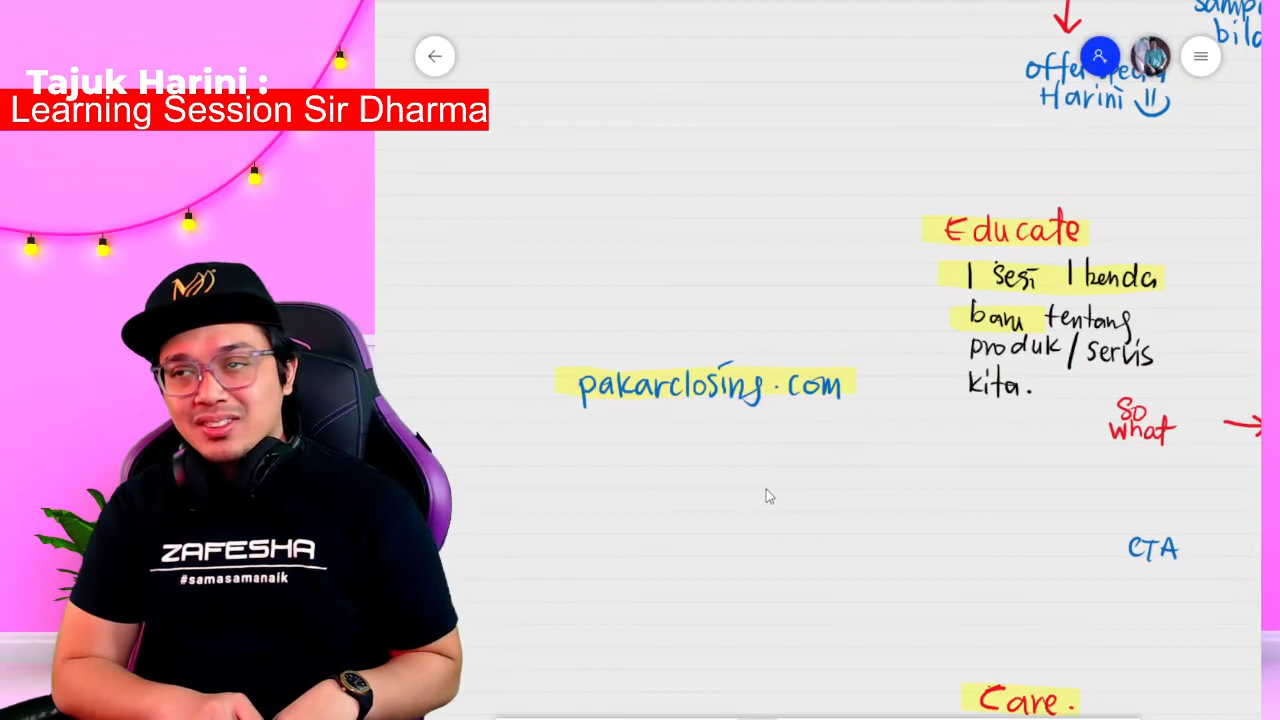 Tajuk Harini :
Learning Session Sir Dharma
ZAFESHA
#samasamanaik
Harini
Educate
1 sesi 1 benda
baru tentang
produk/servis
kita.
pakarclosing.com
So
what
CTA
Care.